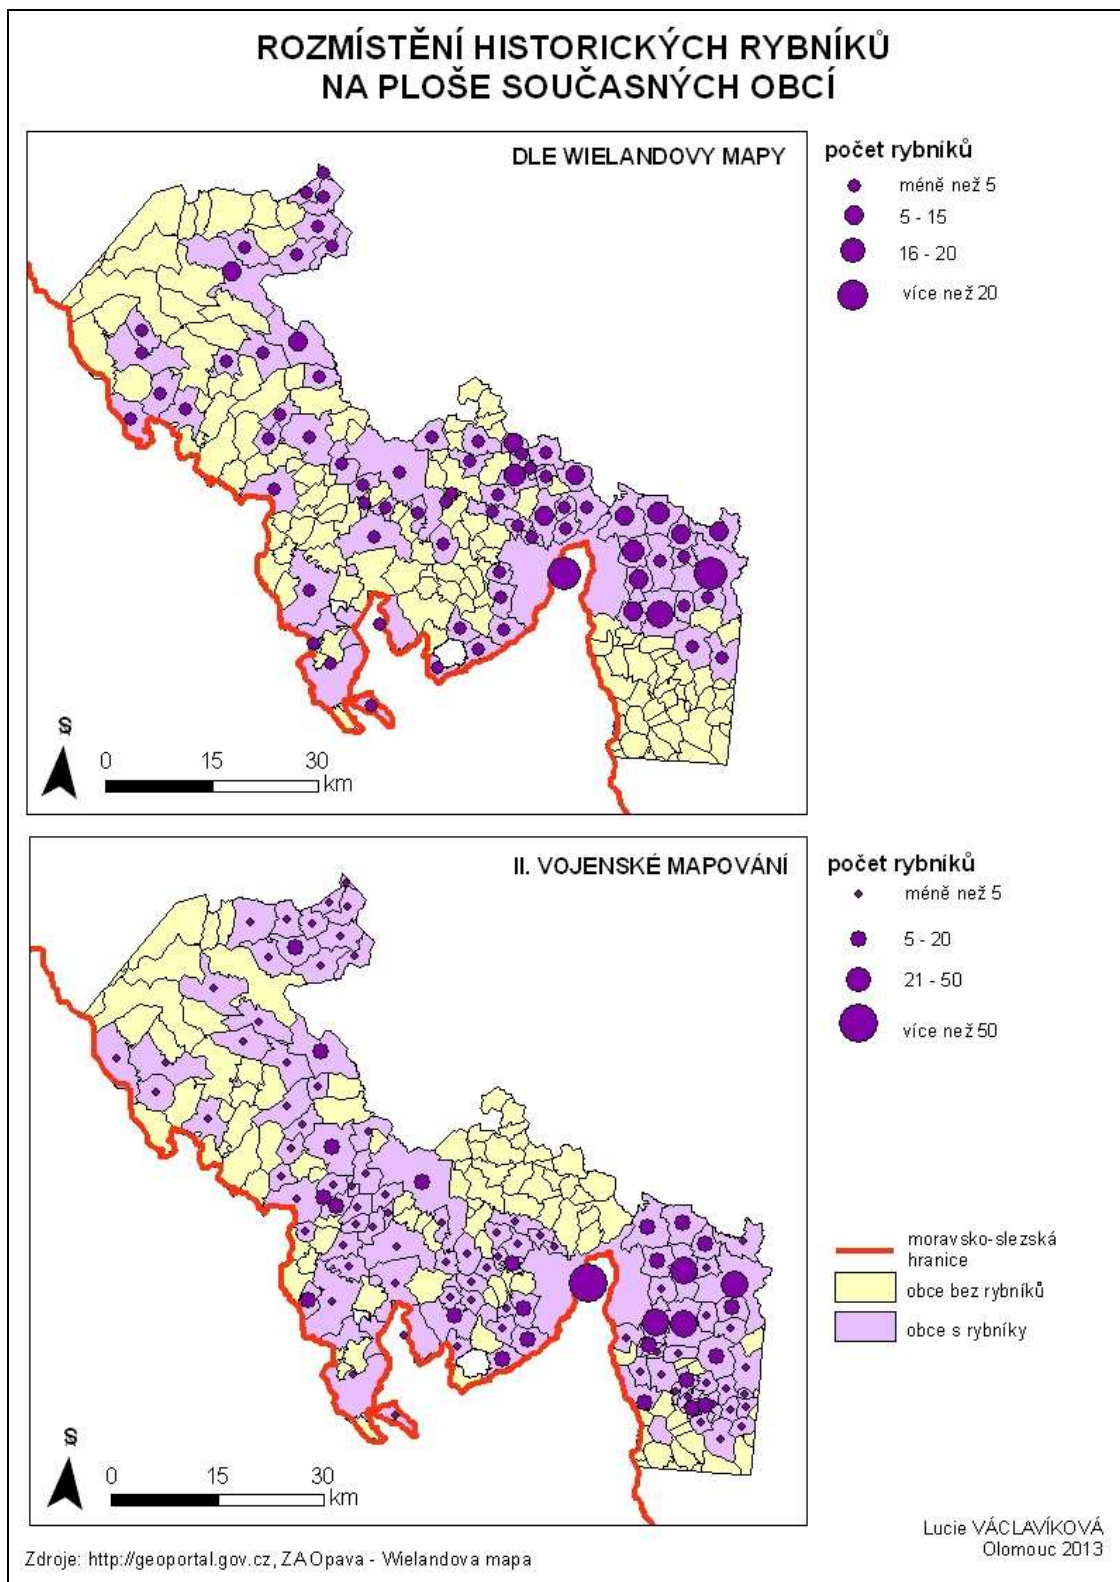 ROZMÍSTĚNÍ HISTORICKÝCH RYBNÍKŮ
NA PLOŠE SOUČASNÝCH OBCÍ
DLE WIELANDOVY MAPY
počet rybníků
méně než 5
5 - 15
16 - 20
více než 20
S
0 15 30
km
II. VOJENSKÉ MAPOVÁNÍ
počet rybníků
méně než 5
5 - 20
21 - 50
více než 50
moravsko-slezská
hranice
obce bez rybníků
obce s rybníky
S
0 15 30
km
Lucie VÁCLAVÍKOVÁ
Olomouc 2013
Zdroje: http://geoportal.gov.cz, ZA Opava - Wielandova mapa